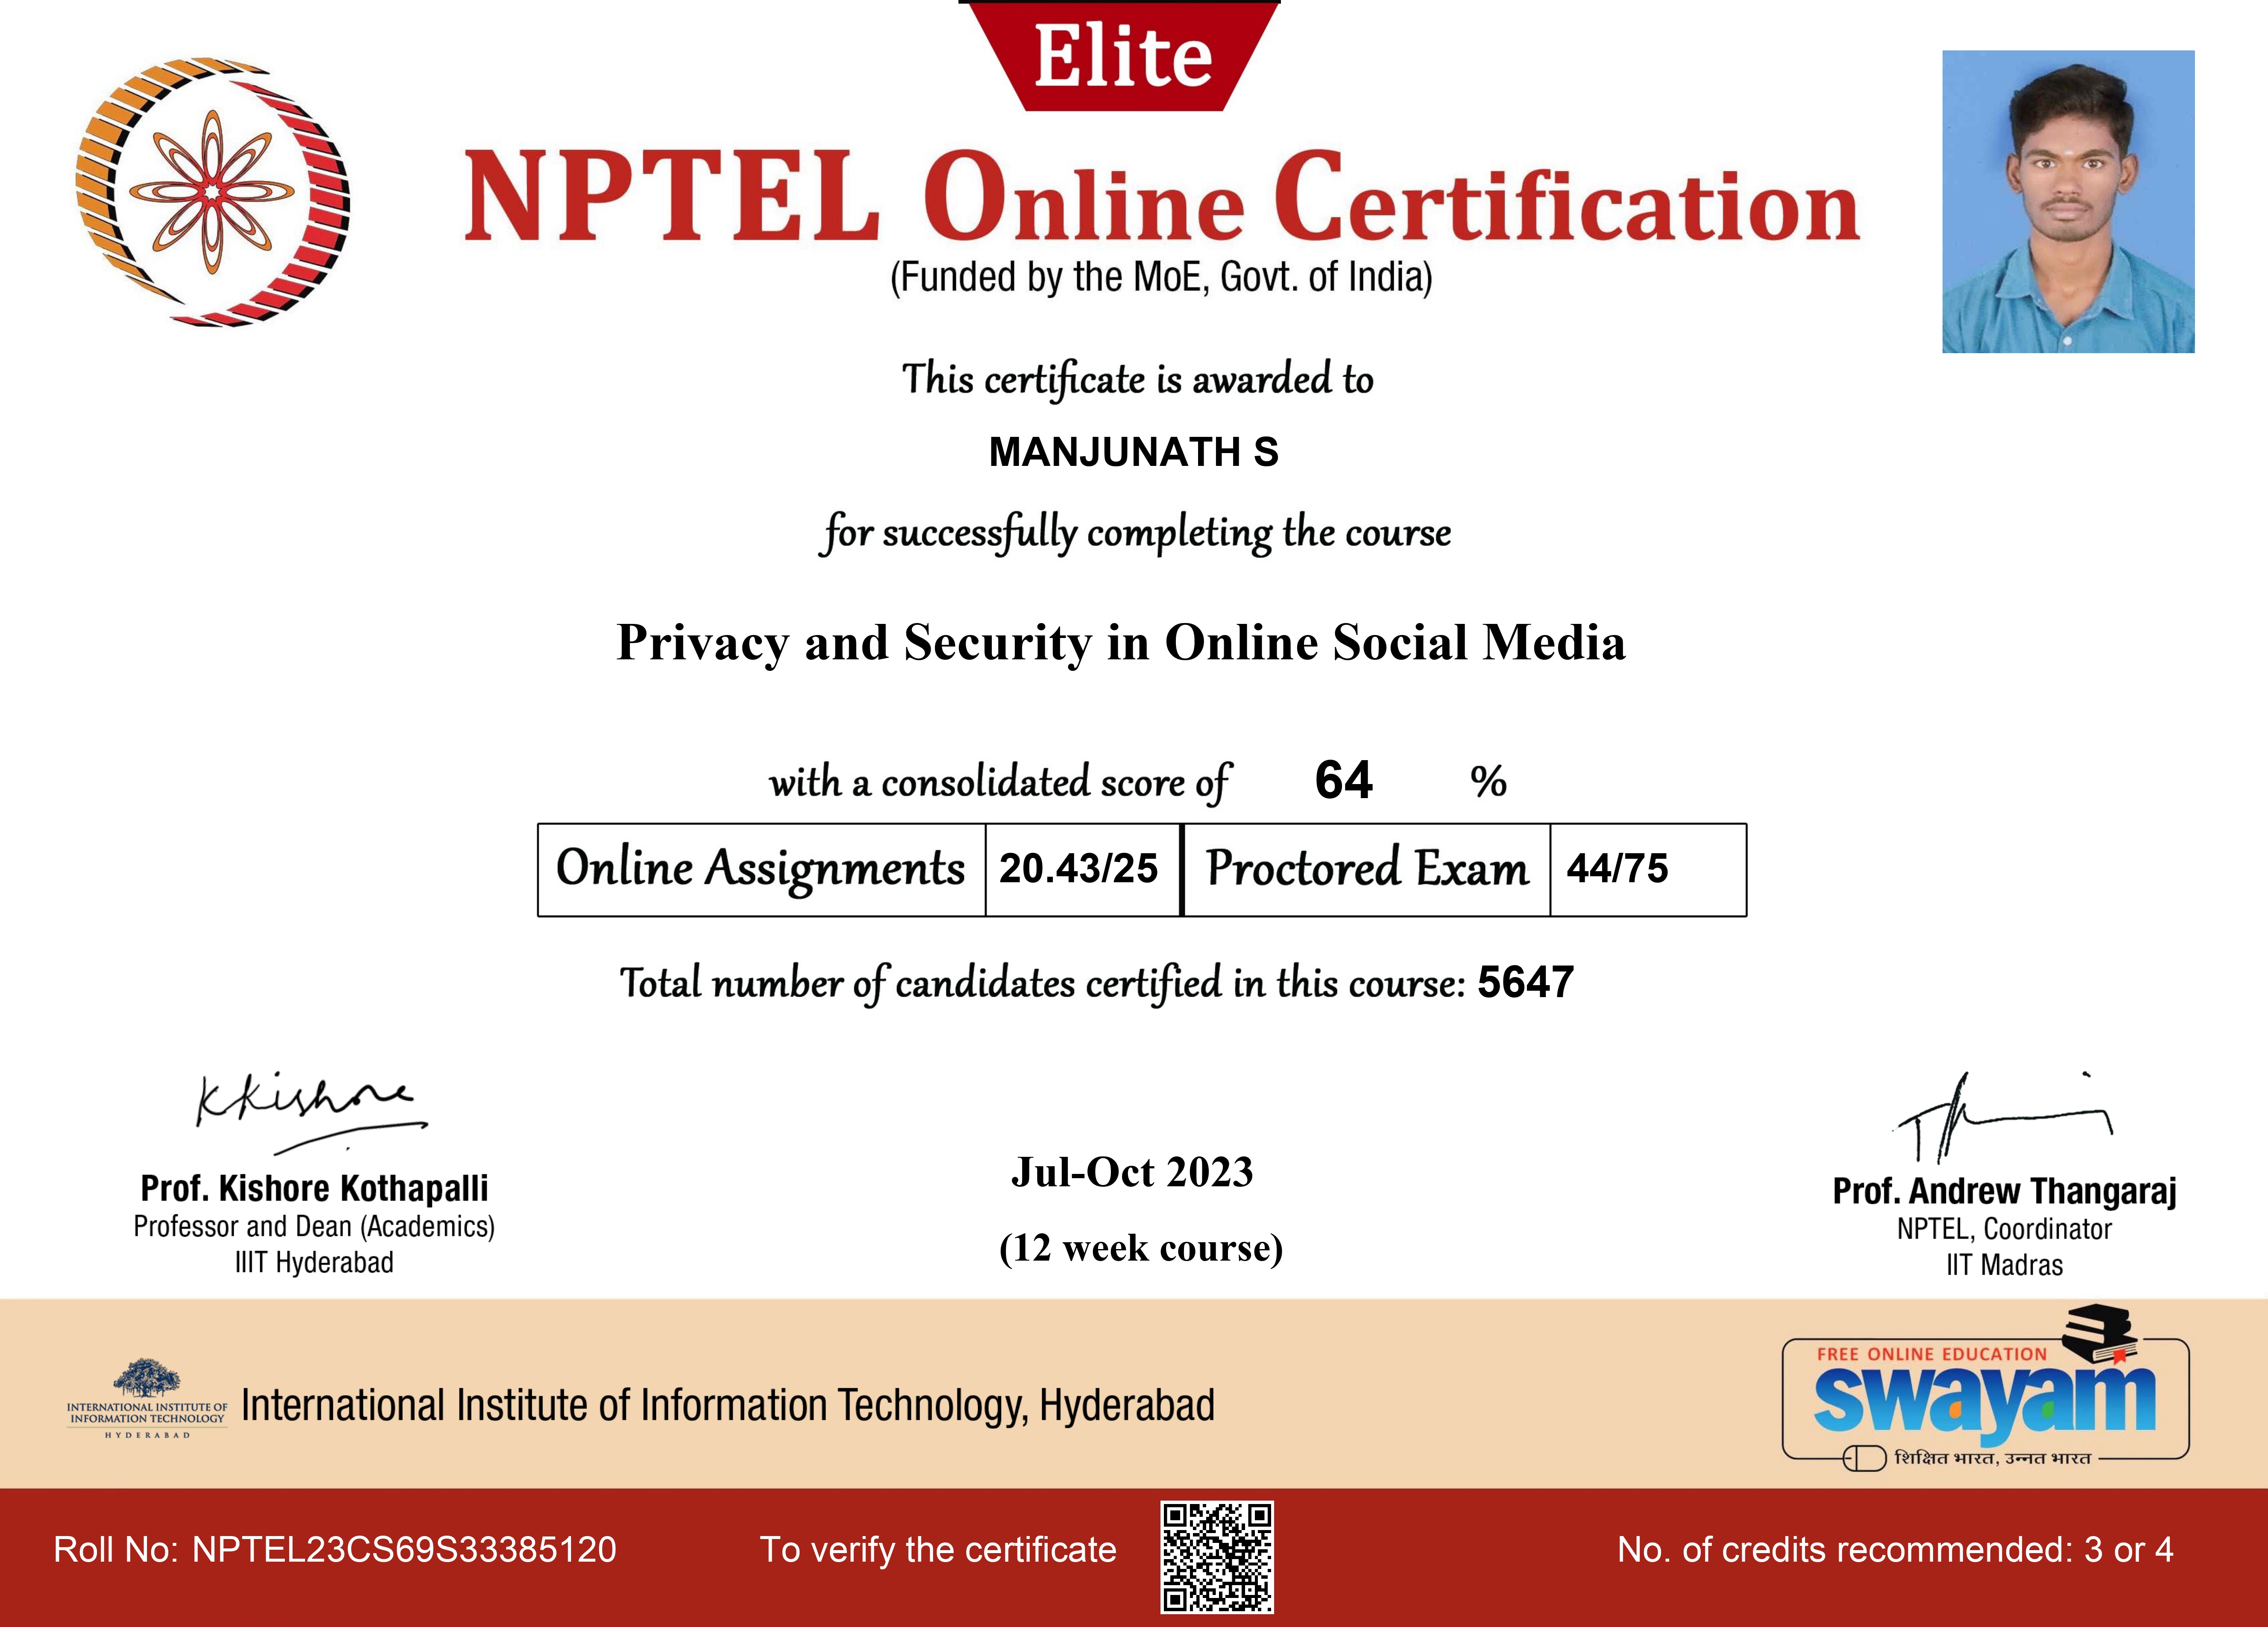 Elite
NPTEL Online Certification
(Funded by the MoE, Govt. of India)
This certificate is awarded to
MANJUNATH S
for successfully completing the course
Privacy and Security in Online Social Media
with a consolidated score of 64 %
Online Assignments 20.43/25 Proctored Exam 44/75
Total number of candidates certified in this course: 5647
KKishore
Prof. Kishore Kothapalli
Professor and Dean (Academics)
IIIT Hyderabad
Jul-Oct 2023
(12 week course)
Prof. Andrew Thangaraj
NPTEL, Coordinator
IIT Madras
INTERNATIONAL INSTITUTE OF
INFORMATION TECHNOLOGY
HYDERABAD
International Institute of Information Technology, Hyderabad
FREE ONLINE EDUCATION
swayam
शिक्षित भारत, उन्नत भारत
Roll No: NPTEL23CS69S33385120
To verify the certificate
No. of credits recommended: 3 or 4